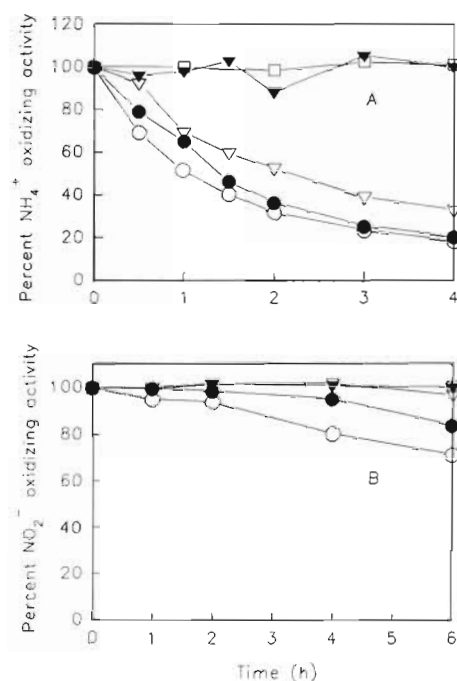 Percent NH₄⁺ oxidizing activity
120
100
80
60
40
20
0
A
0 1 2 3 4
Percent NO₂⁻ oxidizing activity
100
80
60
40
20
0
B
0 1 2 3 4 5 6
Time (h)